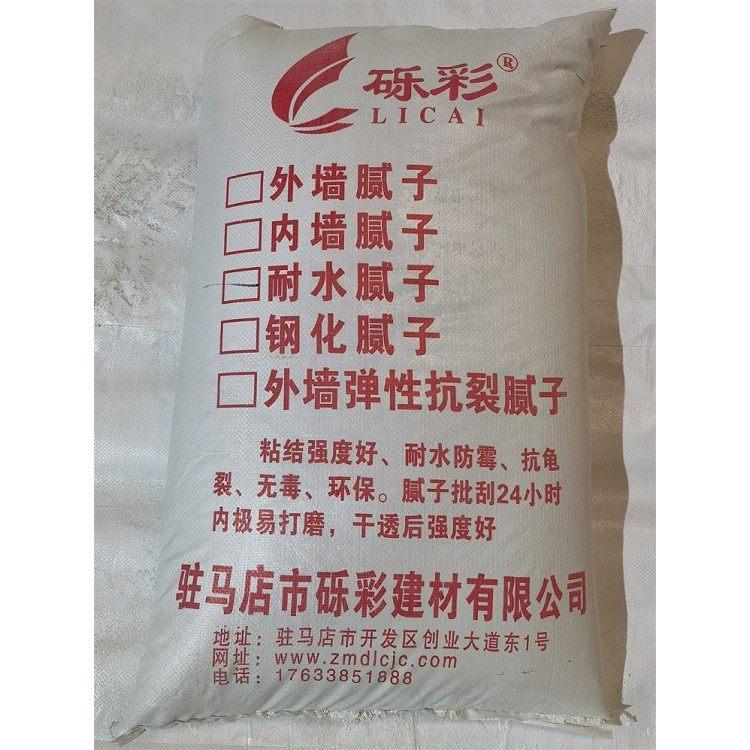 砾彩®
LICAI
□外墙腻子
□内墙腻子
□耐水腻子
□钢化腻子
□外墙弹性抗裂腻子
粘结强度好、耐水防霉、抗龟
裂、无毒、环保。腻子批刮24小时
内极易打磨，干透后强度好
驻马店市砾彩建材有限公司
地址：驻马店市开发区创业大道东1号
网址：www.zmdlcjc.com
电话：17633851888